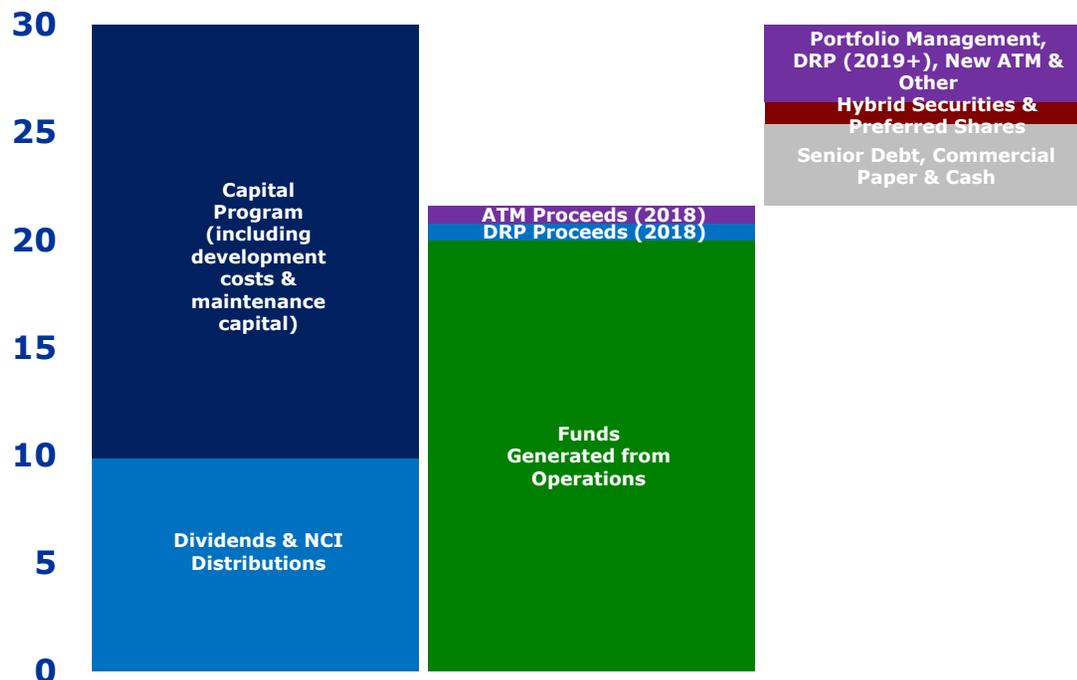 30
25
20
15
10
5
0
Capital
Program
(including
development
costs &
maintenance
capital)
Dividends & NCI
Distributions
ATM Proceeds (2018)
DRP Proceeds (2018)
Funds
Generated from
Operations
Portfolio Management,
DRP (2019+), New ATM &
Other
Hybrid Securities &
Preferred Shares
Senior Debt, Commercial
Paper & Cash